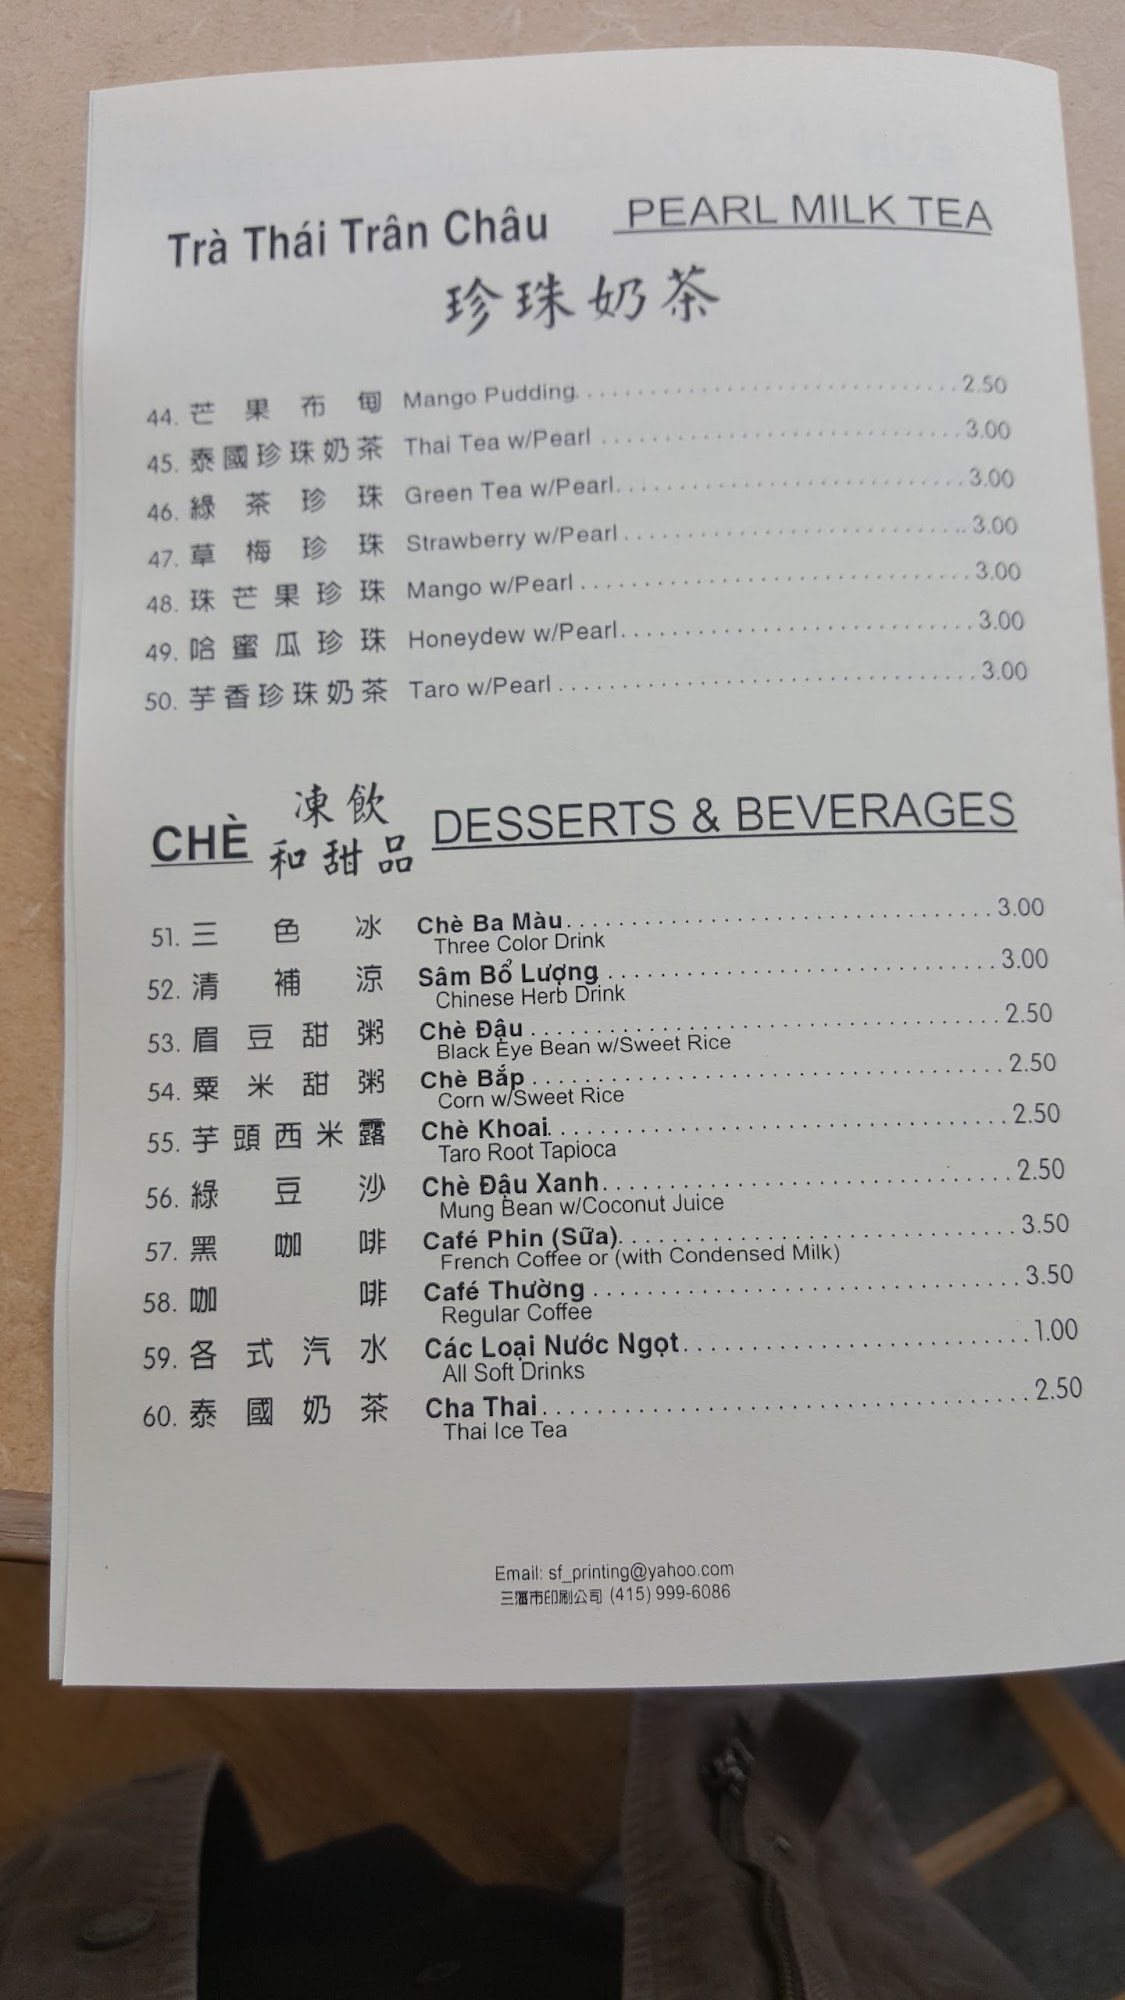 Trà Thái Trân Châu PEARL MILK TEA
珍珠奶茶
44. 芒果布甸 Mango Pudding 2.50
45. 泰國珍珠奶茶 Thai Tea w/Pearl 3.00
46. 綠茶珍珠 Green Tea w/Pearl 3.00
47. 草梅珍珠 Strawberry w/Pearl 3.00
48. 珠芒果珍珠 Mango w/Pearl 3.00
49. 哈蜜瓜珍珠 Honeydew w/Pearl 3.00
50. 芋香珍珠奶茶 Taro w/Pearl 3.00
CHÈ 凍飲和甜品 DESSERTS & BEVERAGES
51. 三色冰 Chè Ba Màu 3.00
Three Color Drink
52. 清補涼 Sâm Bổ Lượng 3.00
Chinese Herb Drink
53. 眉豆甜粥 Chè Đậu 2.50
Black Eye Bean w/Sweet Rice
54. 粟米甜粥 Chè Bắp 2.50
Corn w/Sweet Rice
55. 芋頭西米露 Chè Khoai 2.50
Taro Root Tapioca
56. 綠豆沙 Chè Đậu Xanh 2.50
Mung Bean w/Coconut Juice
57. 黑咖啡 Café Phin (Sữa) 3.50
French Coffee or (with Condensed Milk)
58. 咖啡 Café Thường 3.50
Regular Coffee
59. 各式汽水 Các Loại Nước Ngọt 1.00
All Soft Drinks
60. 泰國奶茶 Cha Thai 2.50
Thai Ice Tea
Email: sf_printing@yahoo.com
三藩市印刷公司 (415) 999-6086